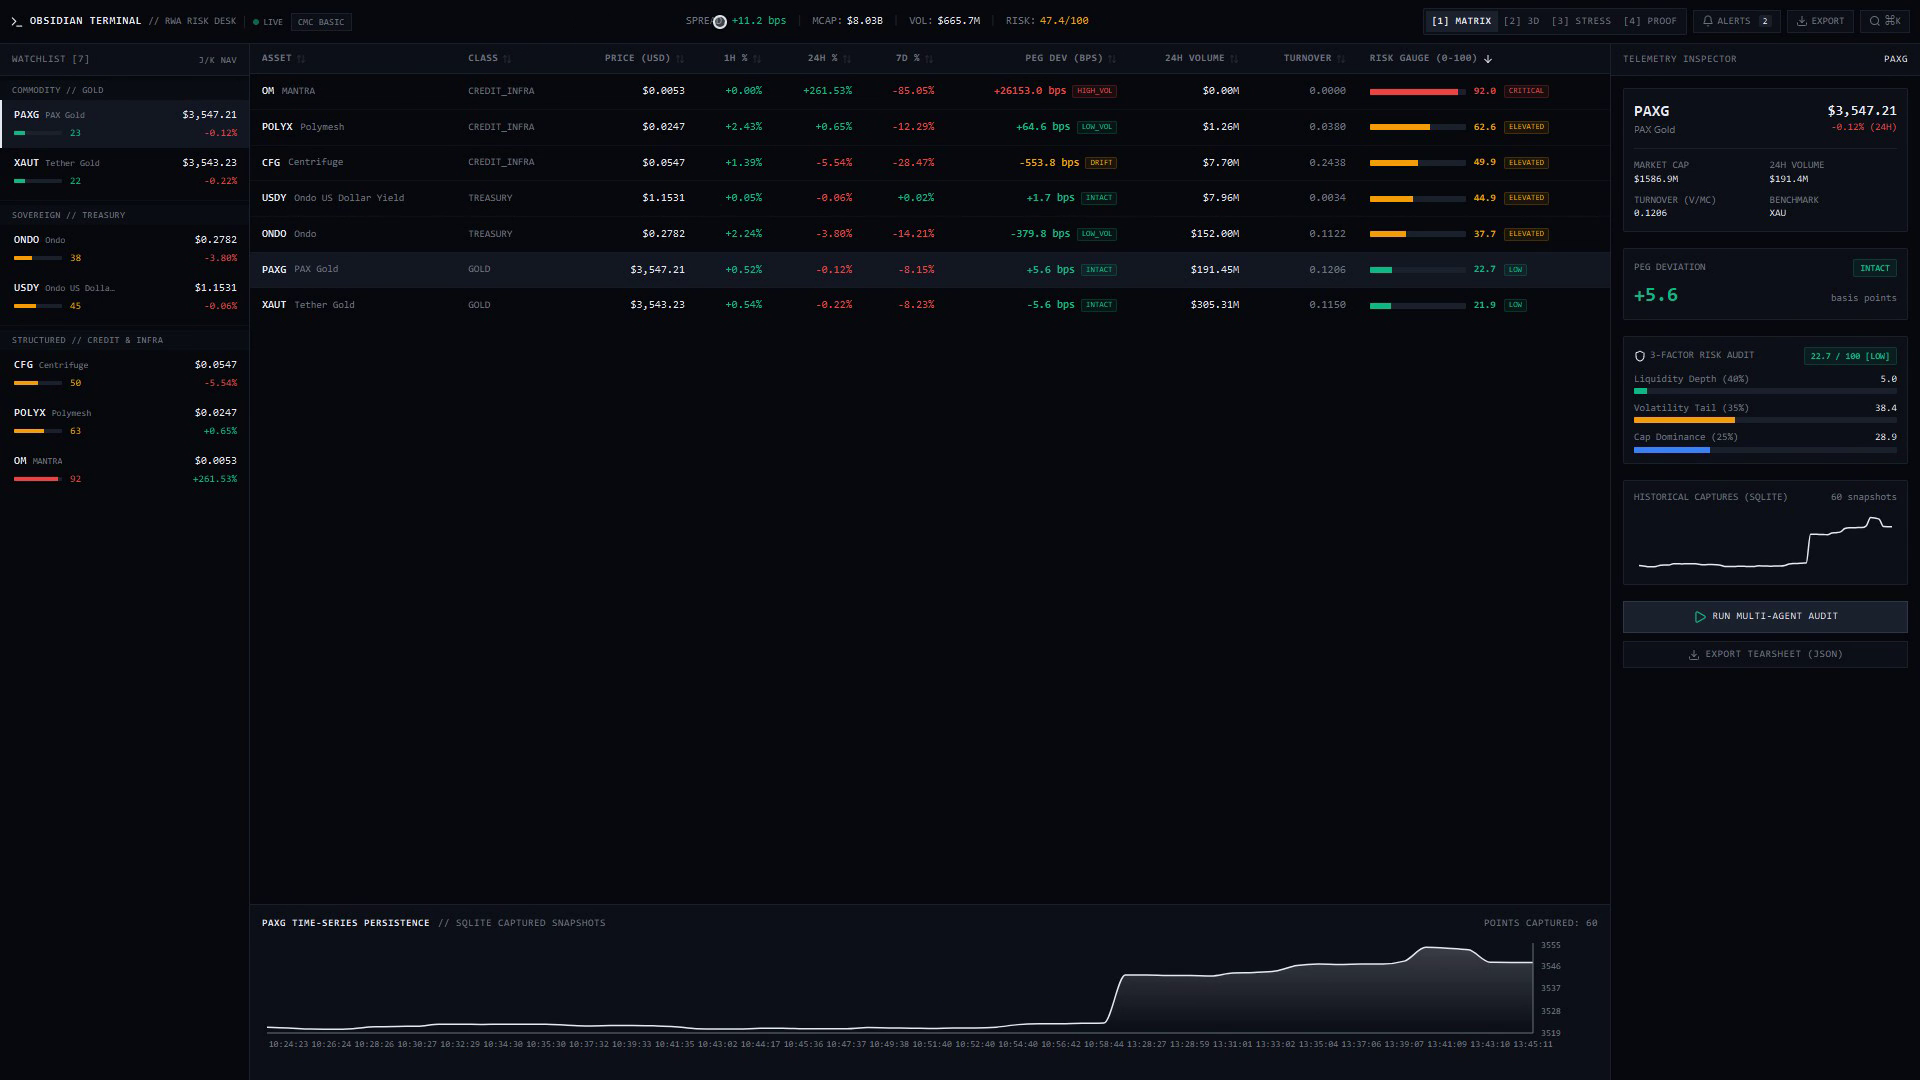 OBSIDIAN TERMINAL // RWA RISK DESK LIVE CMC BASIC
+11.2 bps MCAP: $8.03B VOL: $665.7M RISK: 47.4/100
[1] MATRIX [2] 3D [3] STRESS [4] PROOF ALERTS 2 EXPORT ⌘K
WATCHLIST [7] J/K NAV
COMMODITY // GOLD
PAXG PAX Gold $3,547.21
23 -0.12%
XAUT Tether Gold $3,543.23
22 -0.22%
SOVEREIGN // TREASURY
ONDO Ondo $0.2782
38 -3.80%
USDY Ondo US Dolla… $1.1531
45 -0.06%
STRUCTURED // CREDIT & INFRA
CFG Centrifuge $0.0547
50 -5.54%
POLYX Polymesh $0.0247
63 +0.65%
OM MANTRA $0.0053
92 +261.53%
ASSET CLASS PRICE (USD) 1H % 24H % 7D % PEG DEV (BPS) 24H VOLUME TURNOVER RISK GAUGE (0-100)
OM MANTRA CREDIT_INFRA $0.0053 +0.00% +261.53% -85.05% +26153.0 bps HIGH_VOL $0.00M 0.0000 92.0 CRITICAL
POLYX Polymesh CREDIT_INFRA $0.0247 +2.43% +0.65% -12.29% +64.6 bps LOW_VOL $1.26M 0.0380 62.6 ELEVATED
CFG Centrifuge CREDIT_INFRA $0.0547 +1.39% -5.54% -28.47% -553.8 bps DRIFT $7.70M 0.2438 49.9 ELEVATED
USDY Ondo US Dollar Yield TREASURY $1.1531 +0.05% -0.06% +0.02% +1.7 bps INTACT $7.96M 0.0034 44.9 ELEVATED
ONDO Ondo TREASURY $0.2782 +2.24% -3.80% -14.21% -379.8 bps LOW_VOL $152.00M 0.1122 37.7 ELEVATED
PAXG PAX Gold GOLD $3,547.21 +0.52% -0.12% -8.15% +5.6 bps INTACT $191.45M 0.1206 22.7 LOW
XAUT Tether Gold GOLD $3,543.23 +0.54% -0.22% -8.23% -5.6 bps INTACT $305.31M 0.1150 21.9 LOW
PAXG TIME-SERIES PERSISTENCE // SQLITE CAPTURED SNAPSHOTS POINTS CAPTURED: 60
3555
3546
3537
3528
3519
10:24:23 10:26:24 10:28:26 10:30:27 10:32:29 10:34:30 10:35:30 10:37:32 10:39:33 10:41:35 10:43:02 10:44:17 10:45:36 10:47:37 10:49:38 10:51:40 10:52:40 10:54:40 10:56:42 10:58:44 13:28:27 13:28:59 13:31:01 13:33:02 13:35:04 13:37:06 13:39:07 13:41:09 13:43:10 13:45:11
TELEMETRY INSPECTOR PAXG
PAXG $3,547.21
PAX Gold -0.12% (24H)
MARKET CAP 24H VOLUME
$1586.9M $191.4M
TURNOVER (V/MC) BENCHMARK
0.1206 XAU
PEG DEVIATION INTACT
+5.6 basis points
3-FACTOR RISK AUDIT 22.7 / 100 [LOW]
Liquidity Depth (40%) 5.0
Volatility Tail (35%) 38.4
Cap Dominance (25%) 28.9
HISTORICAL CAPTURES (SQLITE) 60 snapshots
RUN MULTI-AGENT AUDIT
EXPORT TEARSHEET (JSON)